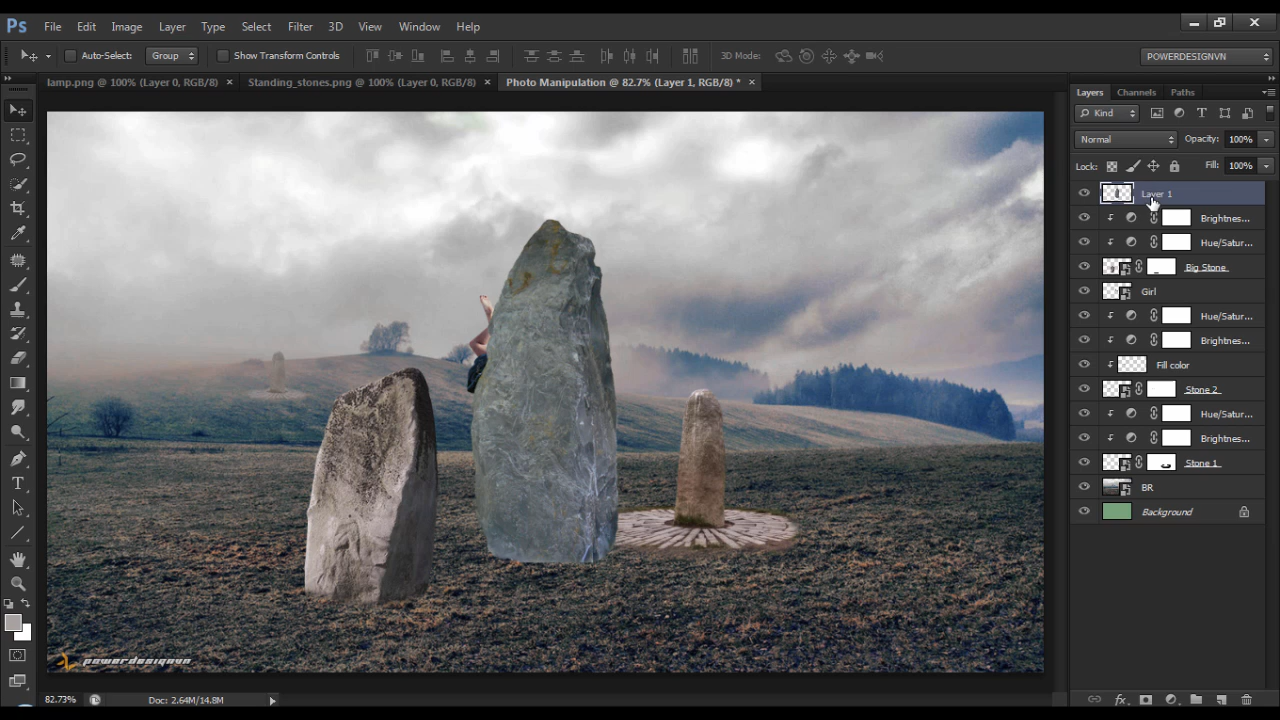 Ps File Edit Image Layer Type Select Filter 3D View Window Help
Auto-Select: Group Show Transform Controls 3D Mode: POWERDESIGNVN
lamp.png @ 100% (Layer 0, RGB/8) × Standing_stones.png @ 100% (Layer 0, RGB/8) × Photo Manipulation @ 82.7% (Layer 1, RGB/8) * ×
Layers Channels Paths
Kind
Normal Opacity: 100%
Lock: Fill: 100%
Layer 1
Brightnes...
Hue/Satur...
Big Stone
Girl
Hue/Satur...
Brightnes...
Fill color
Stone 2
Hue/Satur...
Brightnes...
Stone 1
BR
Background
powerdesignvn
82.73% Doc: 2.64M/14.8M